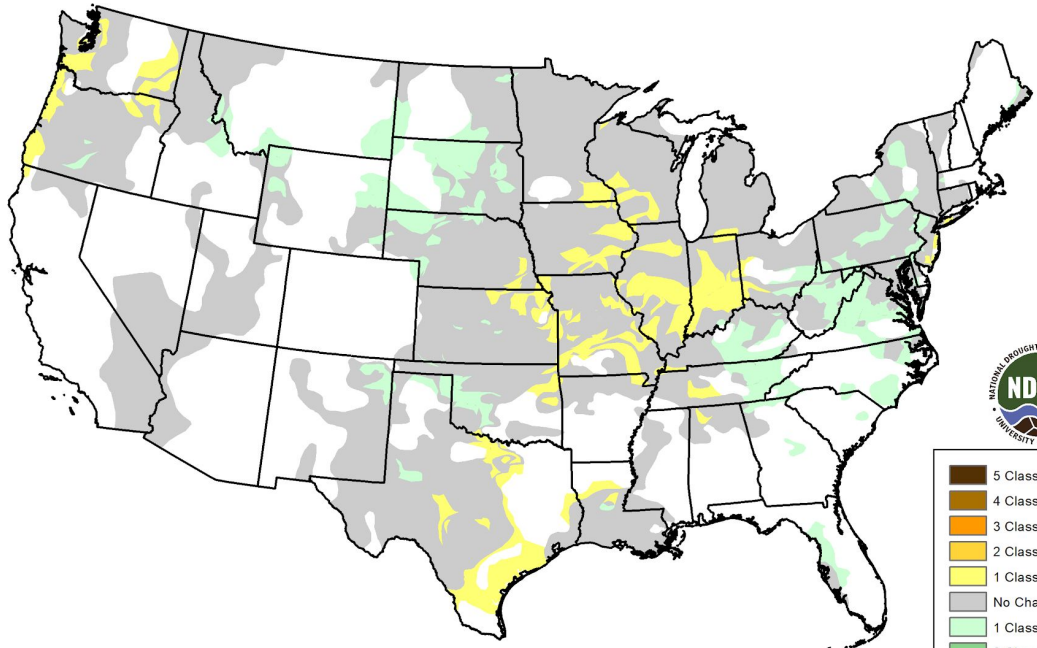 NATIONAL DROUGHT
ND
UNIVERSITY
5 Class
4 Class
3 Class
2 Class
1 Class
No Cha
1 Class